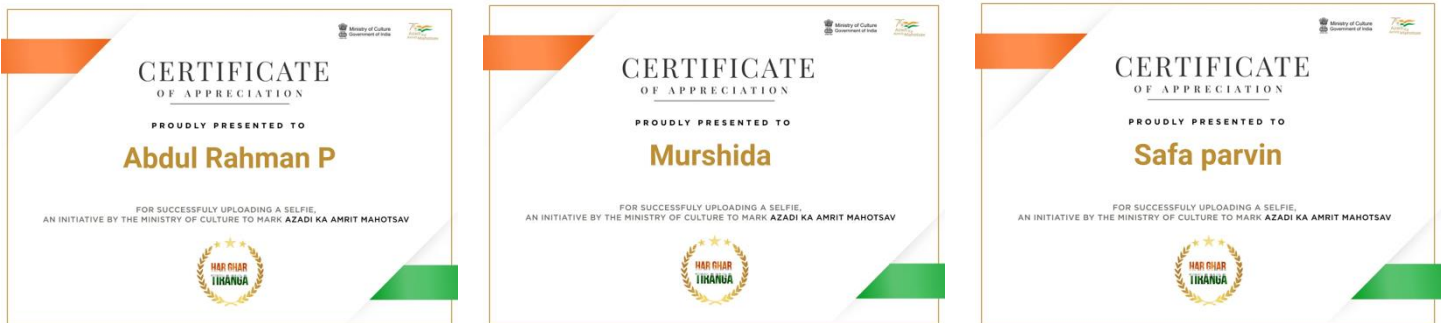 Ministry of Culture
Government of India
CERTIFICATE
OF APPRECIATION
PROUDLY PRESENTED TO
Abdul Rahman P
FOR SUCCESSFULY UPLOADING A SELFIE,
AN INITIATIVE BY THE MINISTRY OF CULTURE TO MARK AZADI KA AMRIT MAHOTSAV
HAR GHAR
TIRANGA
Ministry of Culture
Government of India
CERTIFICATE
OF APPRECIATION
PROUDLY PRESENTED TO
Murshida
FOR SUCCESSFULY UPLOADING A SELFIE,
AN INITIATIVE BY THE MINISTRY OF CULTURE TO MARK AZADI KA AMRIT MAHOTSAV
HAR GHAR
TIRANGA
Ministry of Culture
Government of India
CERTIFICATE
OF APPRECIATION
PROUDLY PRESENTED TO
Safa parvin
FOR SUCCESSFULY UPLOADING A SELFIE,
AN INITIATIVE BY THE MINISTRY OF CULTURE TO MARK AZADI KA AMRIT MAHOTSAV
HAR GHAR
TIRANGA